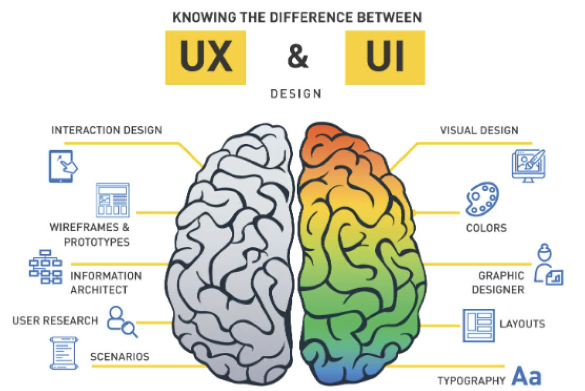 KNOWING THE DIFFERENCE BETWEEN
UX & UI
DESIGN
INTERACTION DESIGN
WIREFRAMES &
PROTOTYPES
INFORMATION
ARCHITECT
USER RESEARCH
SCENARIOS
VISUAL DESIGN
COLORS
GRAPHIC
DESIGNER
LAYOUTS
TYPOGRAPHY Aa